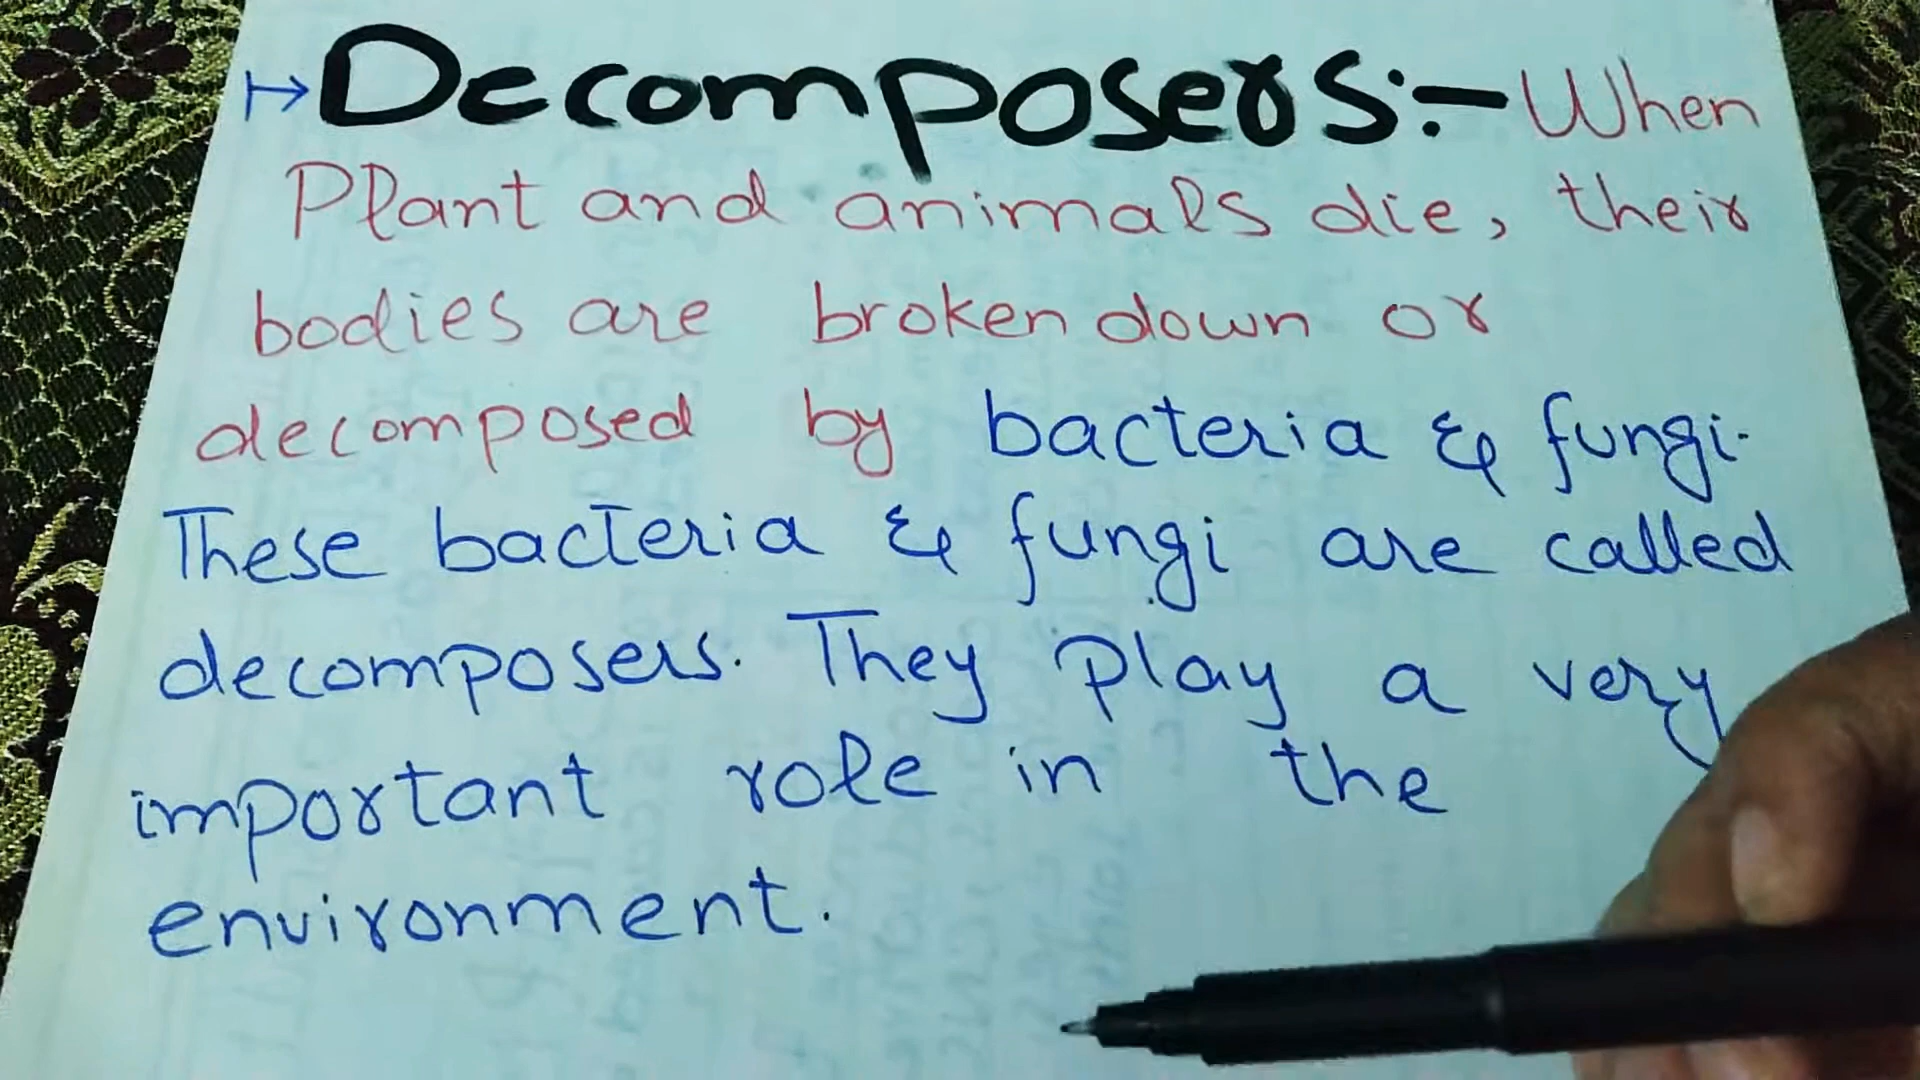 ↦ Decomposers:- When
Plant and animals die, their
bodies are broken down or
decomposed by bacteria & fungi.
These bacteria & fungi are called
decomposers. They play a very
important role in the
environment.